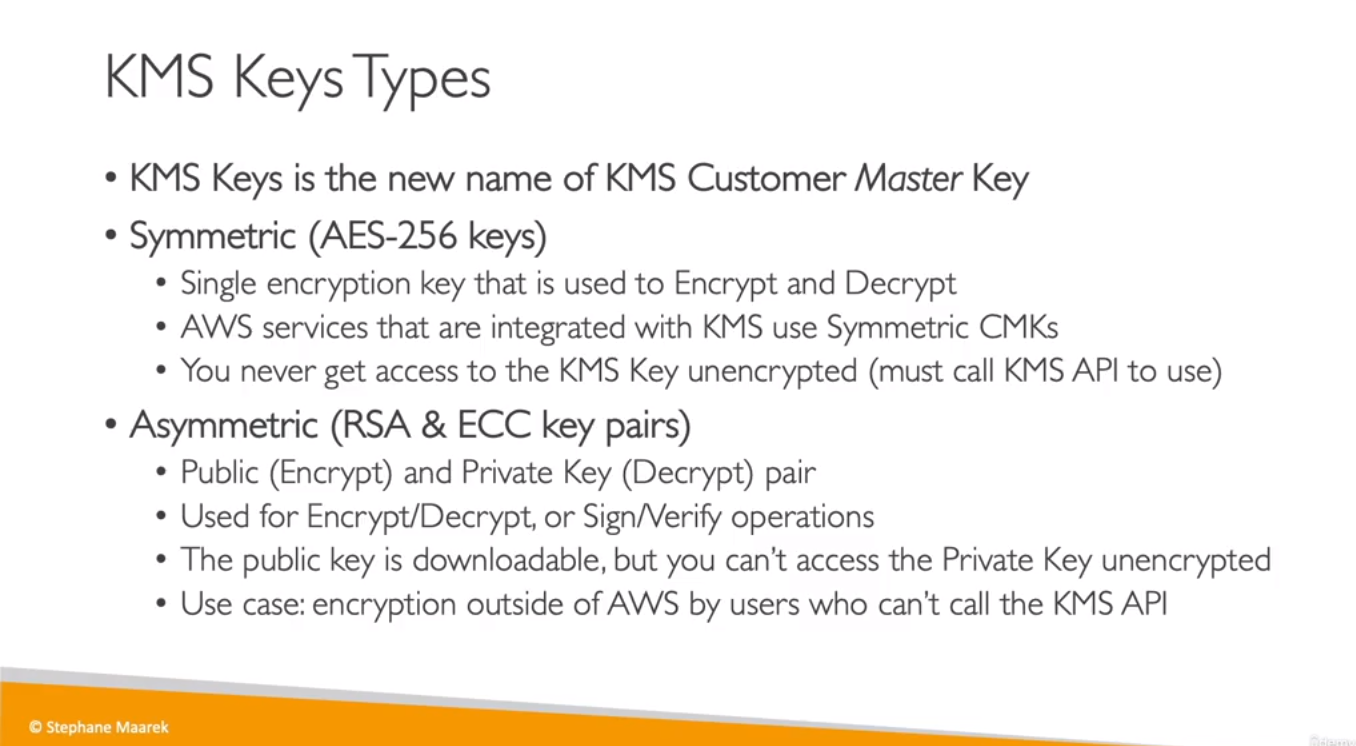 KMS Keys Types
• KMS Keys is the new name of KMS Customer Master Key
• Symmetric (AES-256 keys)
• Single encryption key that is used to Encrypt and Decrypt
• AWS services that are integrated with KMS use Symmetric CMKs
• You never get access to the KMS Key unencrypted (must call KMS API to use)
• Asymmetric (RSA & ECC key pairs)
• Public (Encrypt) and Private Key (Decrypt) pair
• Used for Encrypt/Decrypt, or Sign/Verify operations
• The public key is downloadable, but you can't access the Private Key unencrypted
• Use case: encryption outside of AWS by users who can't call the KMS API
© Stephane Maarek